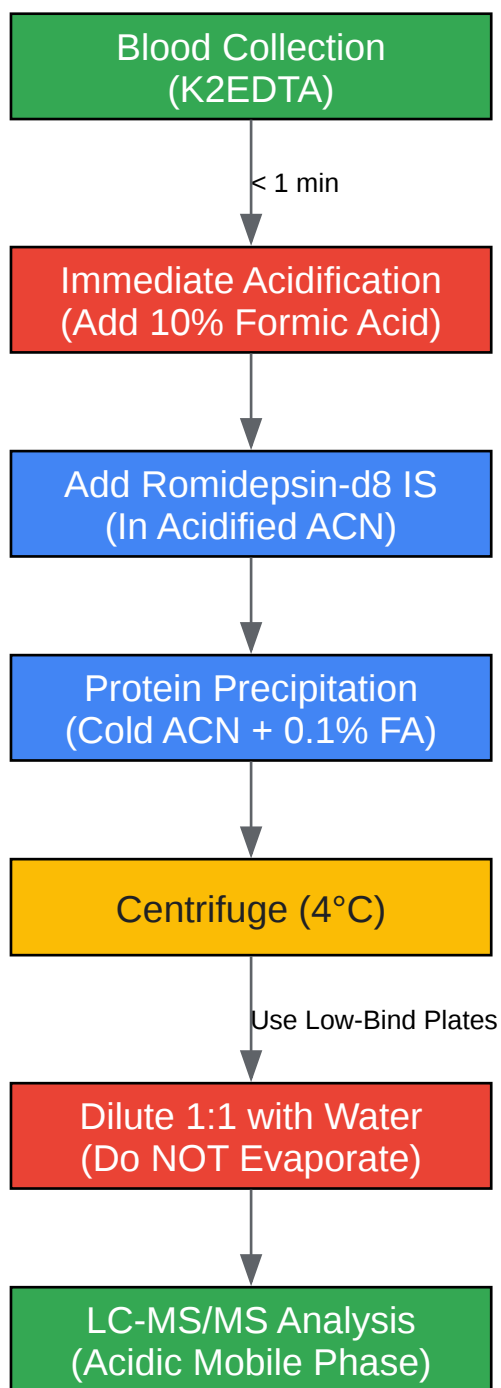 Blood Collection
(K2EDTA)
< 1 min
Immediate Acidification
(Add 10% Formic Acid)
Add Romidepsin-d8 IS
(In Acidified ACN)
Protein Precipitation
(Cold ACN + 0.1% FA)
Centrifuge (4°C)
Use Low-Bind Plates
Dilute 1:1 with Water
(Do NOT Evaporate)
LC-MS/MS Analysis
(Acidic Mobile Phase)